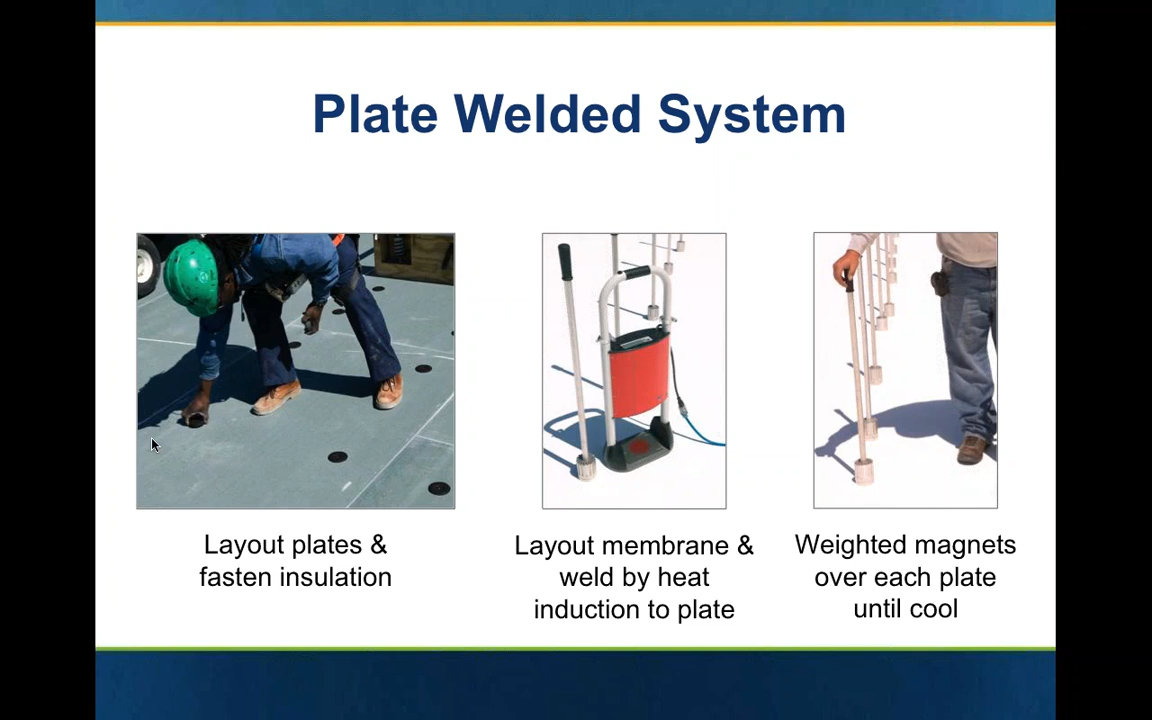 Plate Welded System
Layout plates &
fasten insulation
Layout membrane &
weld by heat
induction to plate
Weighted magnets
over each plate
until cool